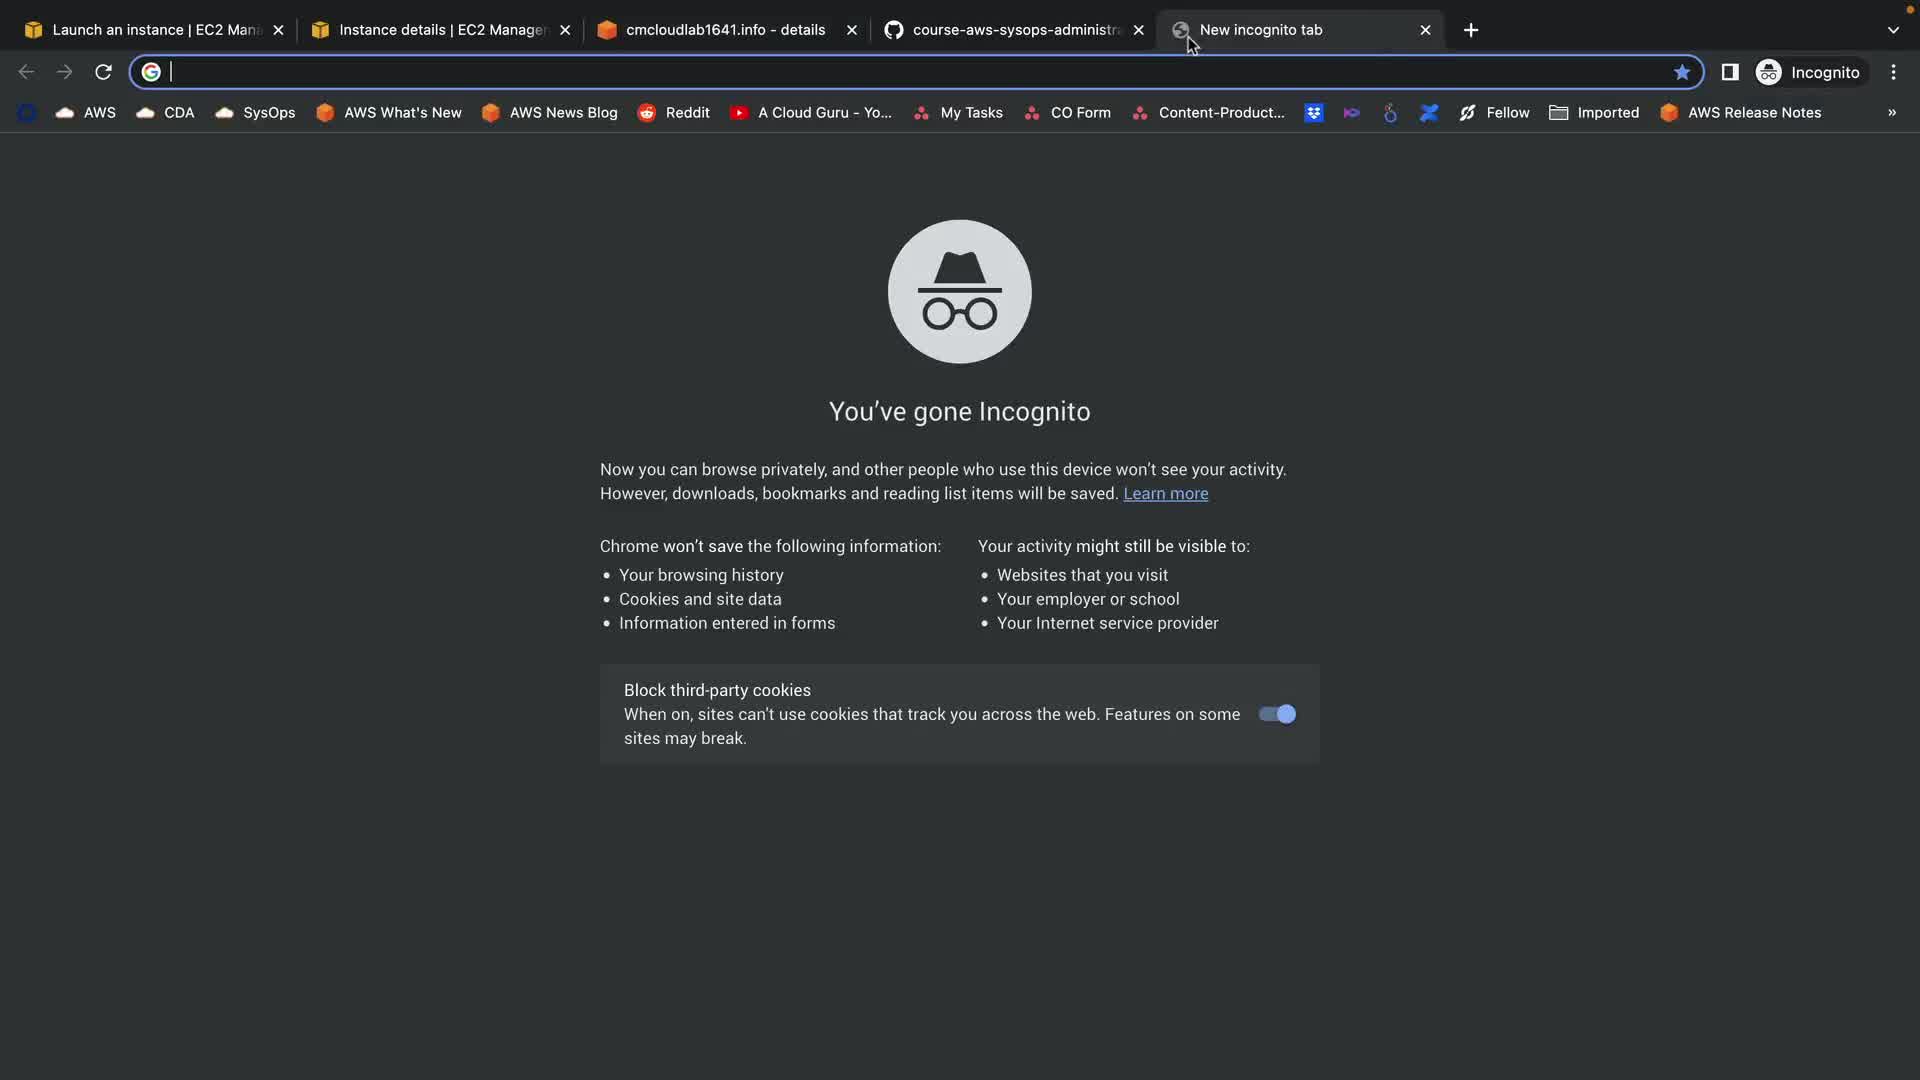 Launch an instance | EC2 Mana
Instance details | EC2 Manager
cmcloudlab1641.info - details
course-aws-sysops-administra
New incognito tab
Incognito
AWS
CDA
SysOps
AWS What's New
AWS News Blog
Reddit
A Cloud Guru - Yo...
My Tasks
CO Form
Content-Product...
Fellow
Imported
AWS Release Notes
»
You've gone Incognito
Now you can browse privately, and other people who use this device won't see your activity.
However, downloads, bookmarks and reading list items will be saved. Learn more
Chrome won't save the following information:
• Your browsing history
• Cookies and site data
• Information entered in forms
Your activity might still be visible to:
• Websites that you visit
• Your employer or school
• Your Internet service provider
Block third-party cookies
When on, sites can't use cookies that track you across the web. Features on some
sites may break.